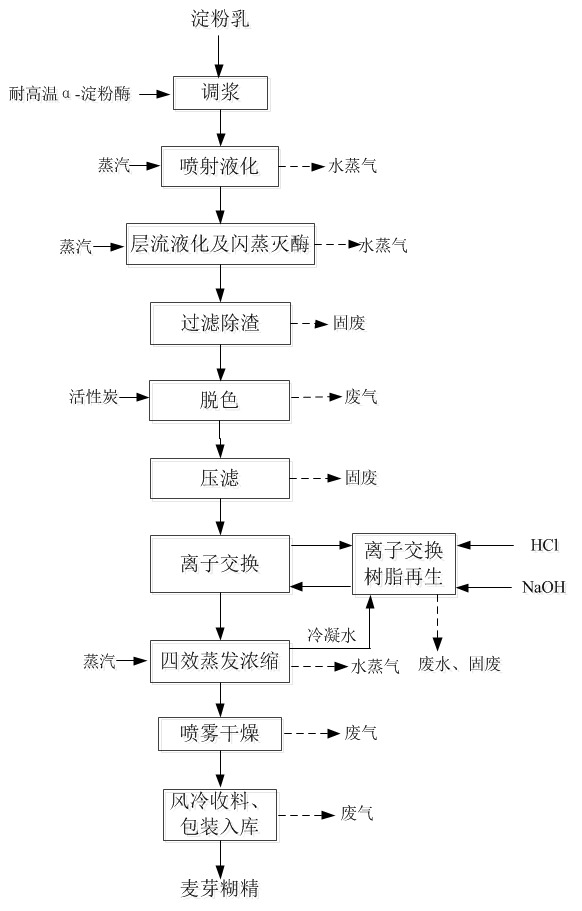 淀粉乳
耐高温α-淀粉酶
调浆
蒸汽
喷射液化
水蒸气
蒸汽
层流液化及闪蒸灭酶
水蒸气
过滤除渣
固废
活性炭
脱色
废气
压滤
固废
离子交换
离子交换
树脂再生
HCl
NaOH
冷凝水
蒸汽
四效蒸发浓缩
水蒸气
废水、固废
喷雾干燥
废气
风冷收料、
包装入库
废气
麦芽糊精